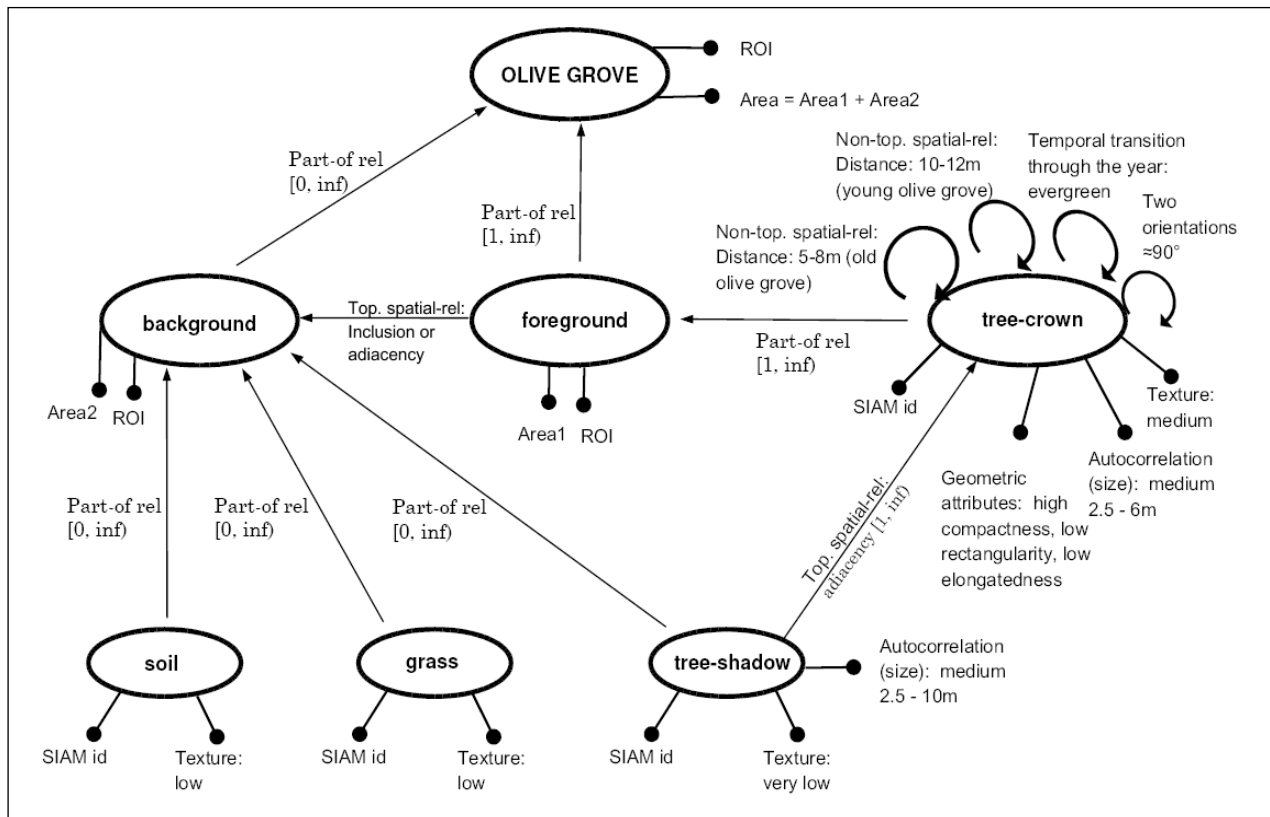 OLIVE GROVE
ROI
Area = Area1 + Area2
Part-of rel
[0, inf)
Part-of rel
[1, inf)
Non-top. spatial-rel:
Distance: 10-12m
(young olive grove)
Temporal transition
through the year:
evergreen
Two
orientations
≈90°
Non-top. spatial-rel:
Distance: 5-8m (old
olive grove)
background
Top. spatial-rel:
Inclusion or
adiacency
foreground
Part-of rel
[1, inf)
tree-crown
Area2
ROI
Area1
ROI
SIAM id
Texture:
medium
Geometric
attributes: high
compactness, low
rectangularity, low
elongatedness
Autocorrelation
(size): medium
2.5 - 6m
Part-of rel
[0, inf)
Part-of rel
[0, inf)
Part-of rel
[0, inf)
Top. spatial-rel:
adiacency [1, inf)
soil
grass
tree-shadow
Autocorrelation
(size): medium
2.5 - 10m
SIAM id
Texture:
low
SIAM id
Texture:
low
SIAM id
Texture:
very low